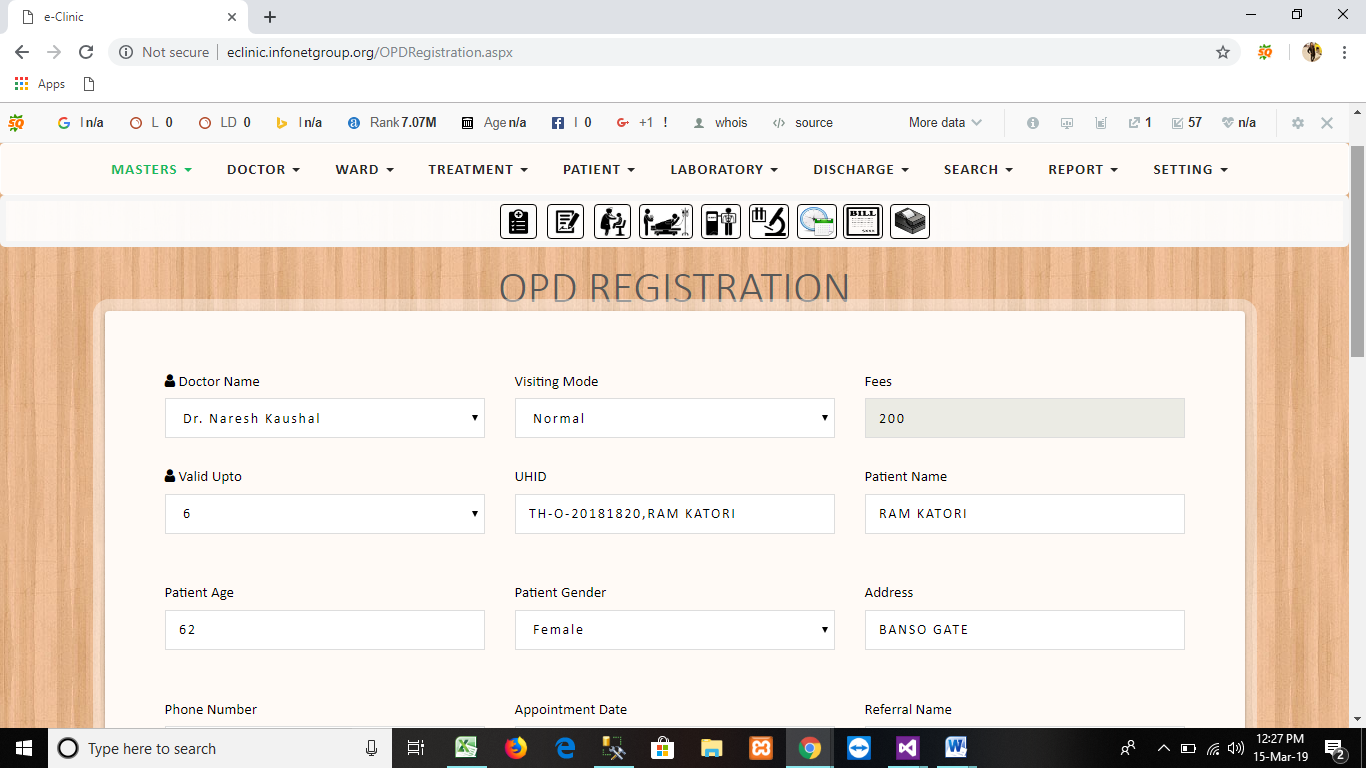 e-Clinic
Not secure eclinic.infonetgroup.org/OPDRegistration.aspx
Apps
SQ I n/a L 0 LD 0 I n/a Rank 7.07M Age n/a I 0 +1 ! whois source More data 1 57 n/a
MASTERS DOCTOR WARD TREATMENT PATIENT LABORATORY DISCHARGE SEARCH REPORT SETTING
BILL
OPD REGISTRATION
Doctor Name Visiting Mode Fees
Dr. Naresh Kaushal Normal 200
Valid Upto UHID Patient Name
6 TH-O-20181820,RAM KATORI RAM KATORI
Patient Age Patient Gender Address
62 Female BANSO GATE
Phone Number Appointment Date Referral Name
Type here to search
12:27 PM
15-Mar-19
2